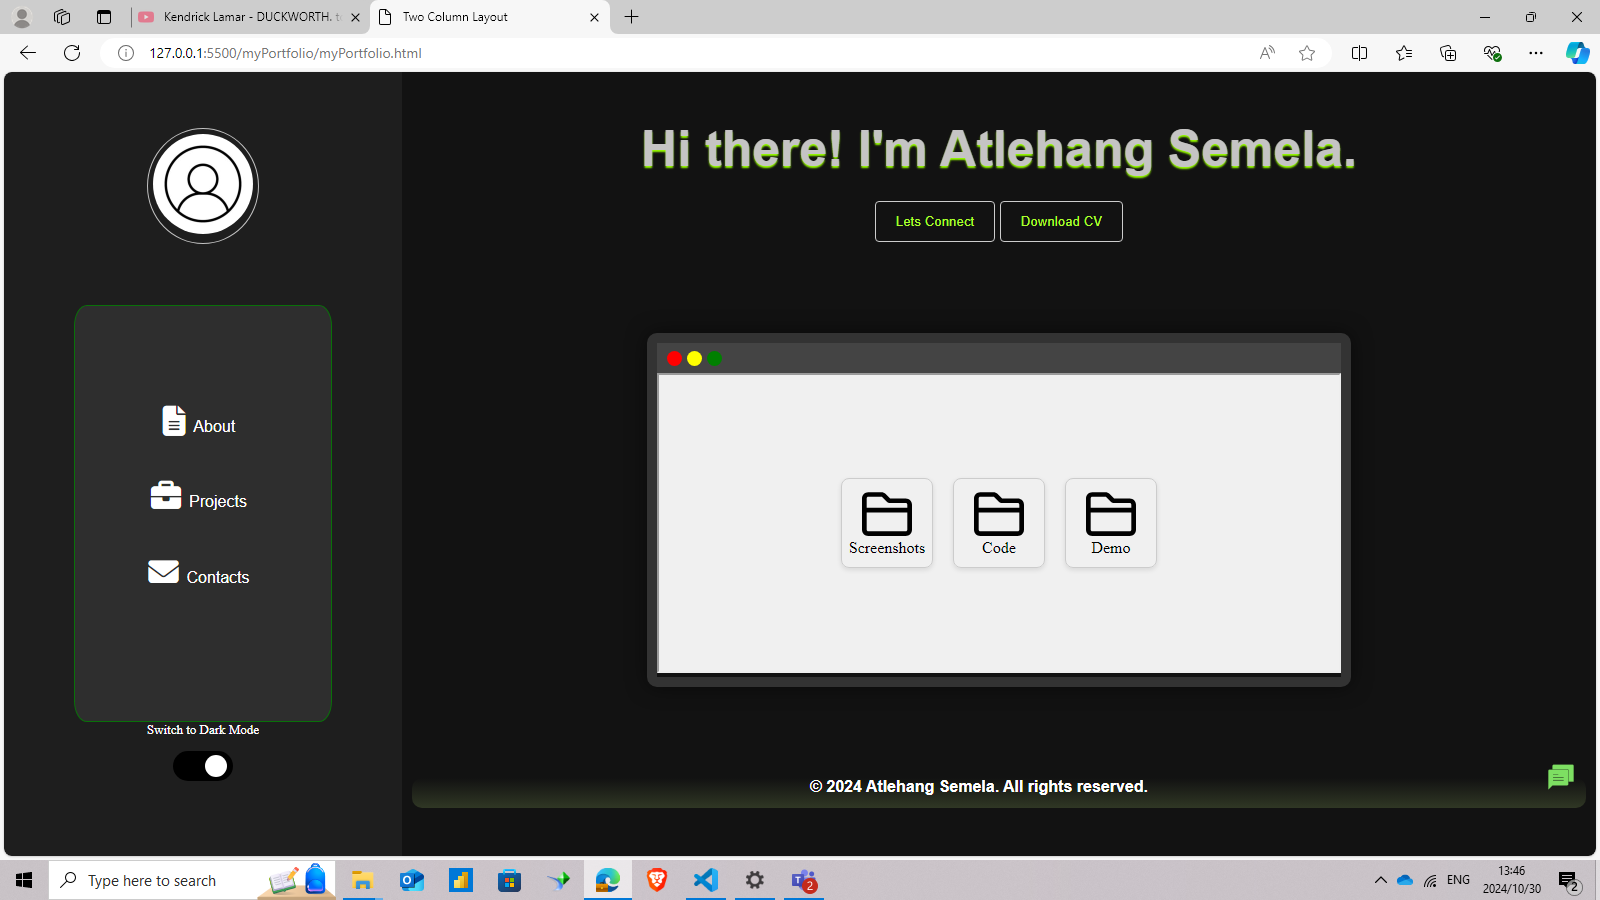 Kendrick Lamar - DUCKWORTH. to
Two Column Layout
127.0.0.1:5500/myPortfolio/myPortfolio.html
Hi there! I'm Atlehang Semela.
Lets Connect
Download CV
About
Projects
Contacts
Switch to Dark Mode
Screenshots
Code
Demo
© 2024 Atlehang Semela. All rights reserved.
Type here to search
2
ENG
13:46
2024/10/30
2